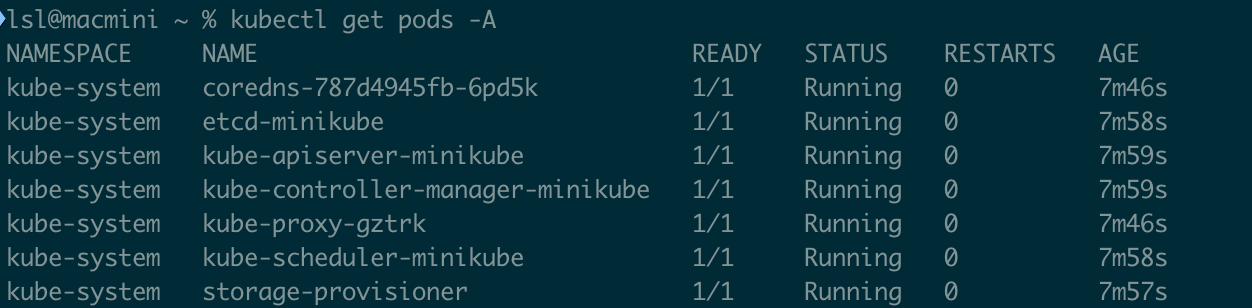 lsl@macmini ~ % kubectl get pods -A
NAMESPACE NAME READY STATUS RESTARTS AGE
kube-system coredns-787d4945fb-6pd5k 1/1 Running 0 7m46s
kube-system etcd-minikube 1/1 Running 0 7m58s
kube-system kube-apiserver-minikube 1/1 Running 0 7m59s
kube-system kube-controller-manager-minikube 1/1 Running 0 7m59s
kube-system kube-proxy-gztrk 1/1 Running 0 7m46s
kube-system kube-scheduler-minikube 1/1 Running 0 7m58s
kube-system storage-provisioner 1/1 Running 0 7m57s